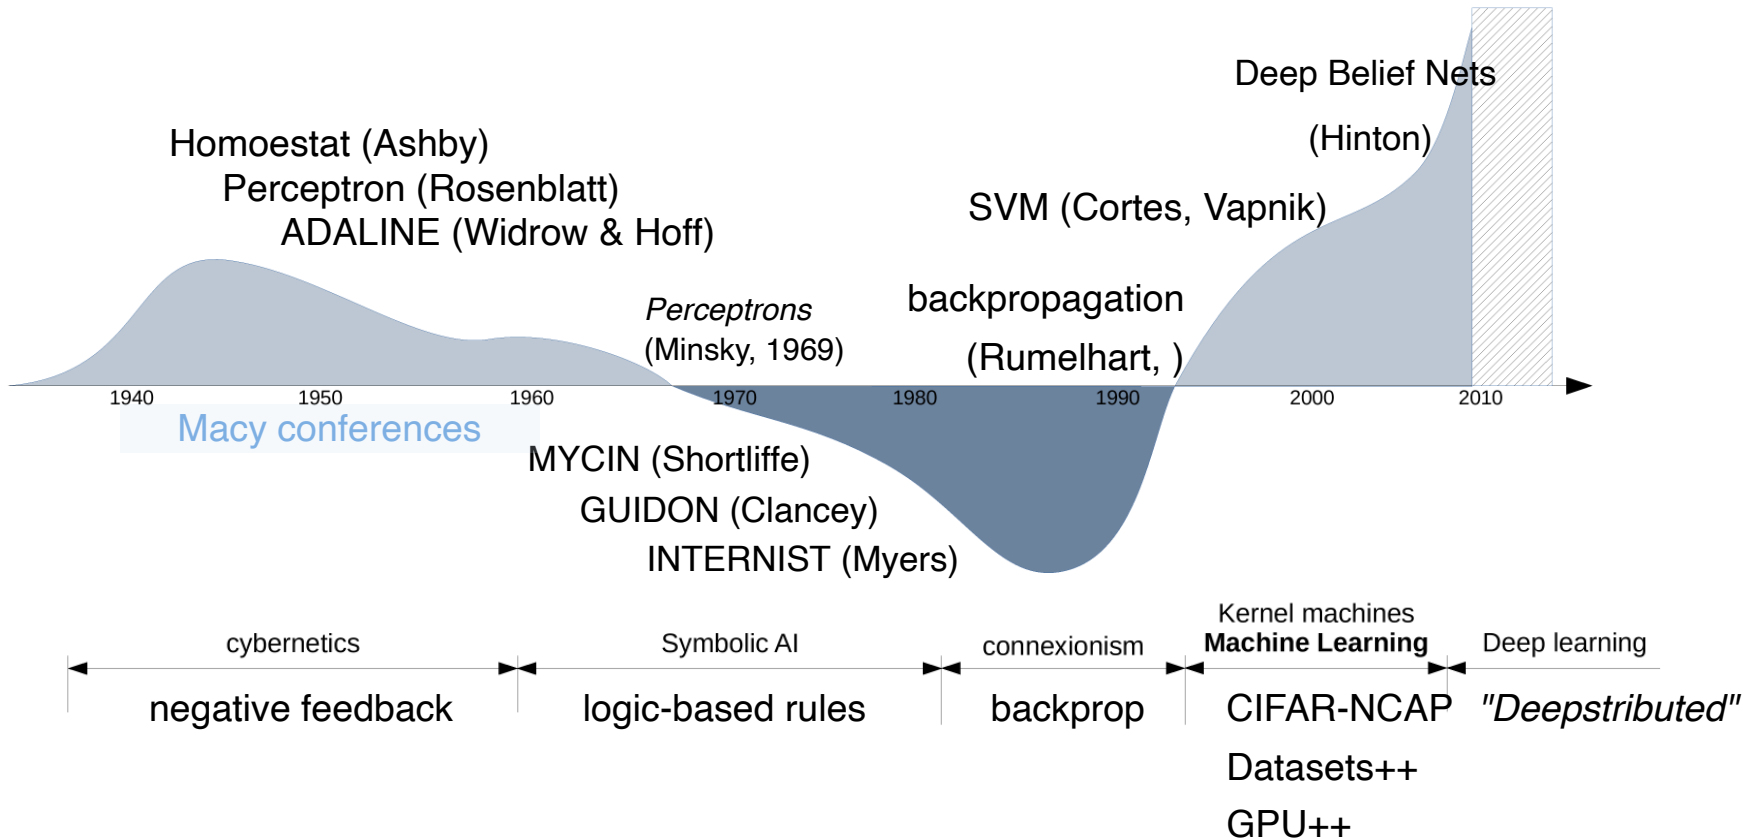 Deep Belief Nets
(Hinton)
Homoestat (Ashby)
Perceptron (Rosenblatt)
ADALINE (Widrow & Hoff)
SVM (Cortes, Vapnik)
Perceptrons
(Minsky, 1969)
backpropagation
(Rumelhart, )
1940 1950 1960 1970 1980 1990 2000 2010
Macy conferences
MYCIN (Shortliffe)
GUIDON (Clancey)
INTERNIST (Myers)
Kernel machines
cybernetics Symbolic AI connexionism Machine Learning Deep learning
negative feedback logic-based rules backprop CIFAR-NCAP "Deepstributed"
Datasets++
GPU++